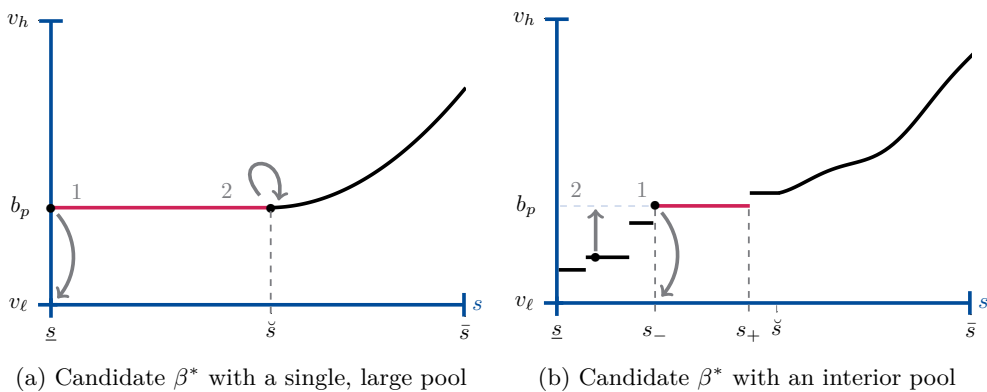 v_h
1
2
b_p
v_ℓ
s
s̲
s̆
s̄
(a) Candidate β* with a single, large pool
v_h
2
1
b_p
v_ℓ
s
s̲
s_−
s_+
s̆
s̄
(b) Candidate β* with an interior pool